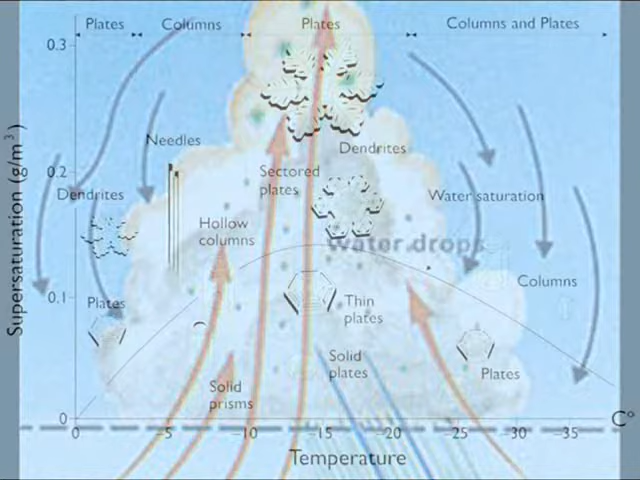 Plates
Columns
Plates
Columns and Plates
0.3
Needles
Dendrites
Sectored
plates
0.2
Dendrites
Water saturation
Hollow
columns
water drops
Columns
0.1
Plates
Thin
plates
Solid
plates
Plates
Solid
prisms
0
C°
0
-5
-10
-15
-20
-25
-30
-35
Temperature
Supersaturation (g/m³)